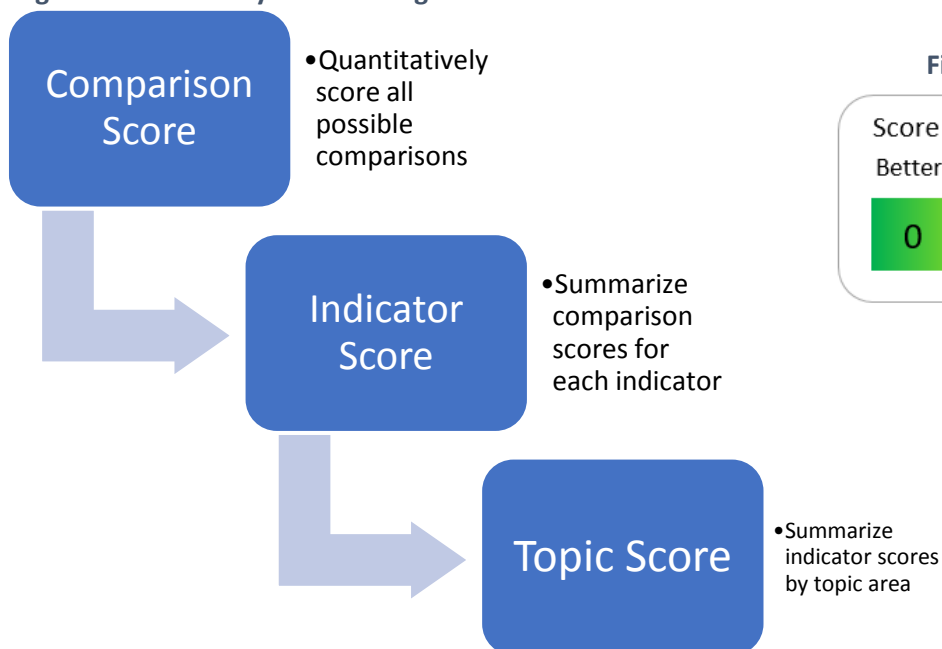 Comparison
Score
•Quantitatively
score all
possible
comparisons
Fi
Score
Better
0
Indicator
Score
•Summarize
comparison
scores for
each indicator
Topic Score
•Summarize
indicator scores
by topic area